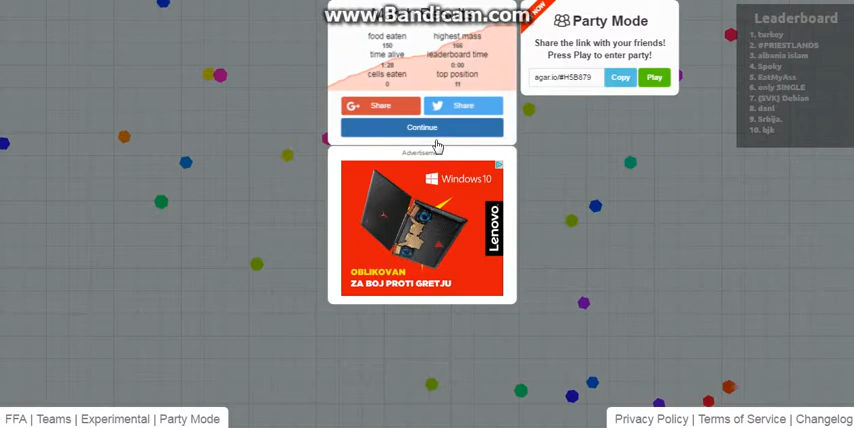 www.Bandicam.com
food eaten
highest mass
150
166
time alive
leaderboard time
1:28
0:00
cells eaten
top position
0
11
Share
Share
Continue
NOW
Party Mode
Share the link with your friends!
Press Play to enter party!
agar.io/#H5B879
Copy
Play
Leaderboard
1. turkey
2. #PRIESTLANDS
3. albania islam
4. Spoky
5. EatMyAss
6. only SINGLE
7. [SVK] Debian
8. dsnl
9. Srbija.
10. bjk
Windows 10
Lenovo
OBLIKOVAN
ZA BOJ PROTI GRETJU
FFA | Teams | Experimental | Party Mode
Privacy Policy | Terms of Service | Changelog